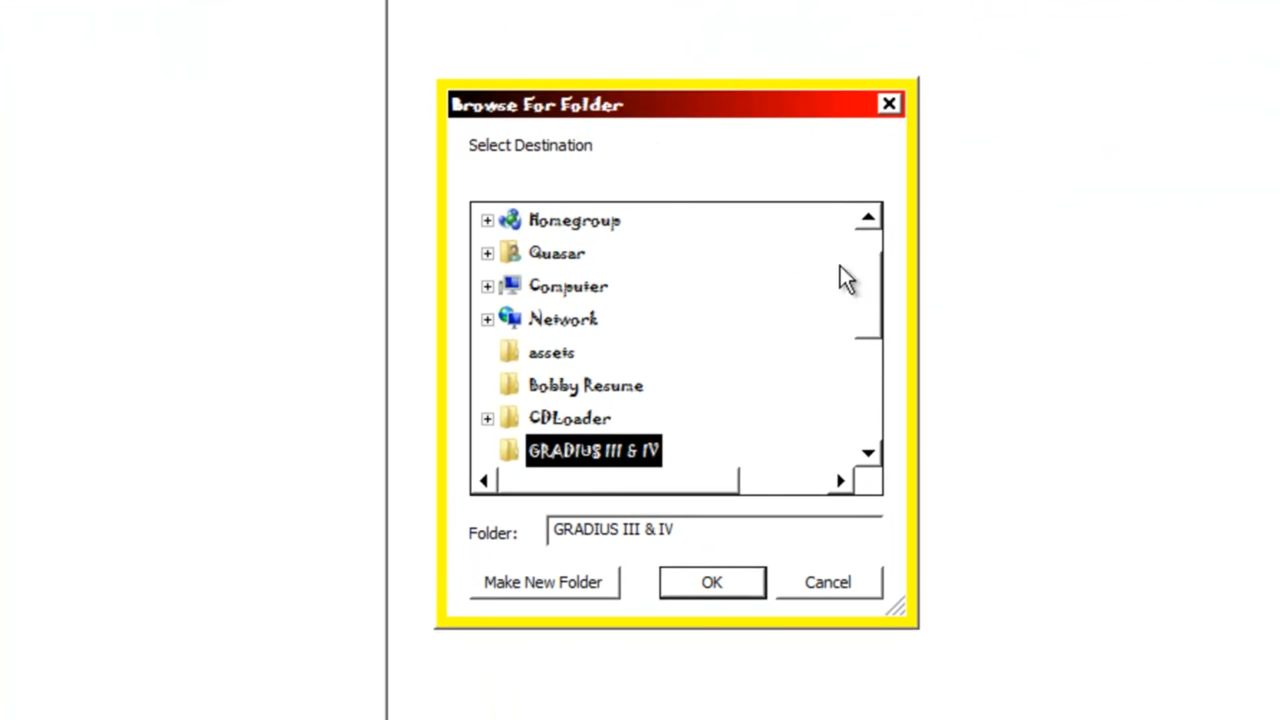 Browse For Folder
Select Destination
Homegroup
Quasar
Computer
Network
assets
Bobby Resume
CDLoader
GRADIUS III & IV
Folder: GRADIUS III & IV
Make New Folder OK Cancel